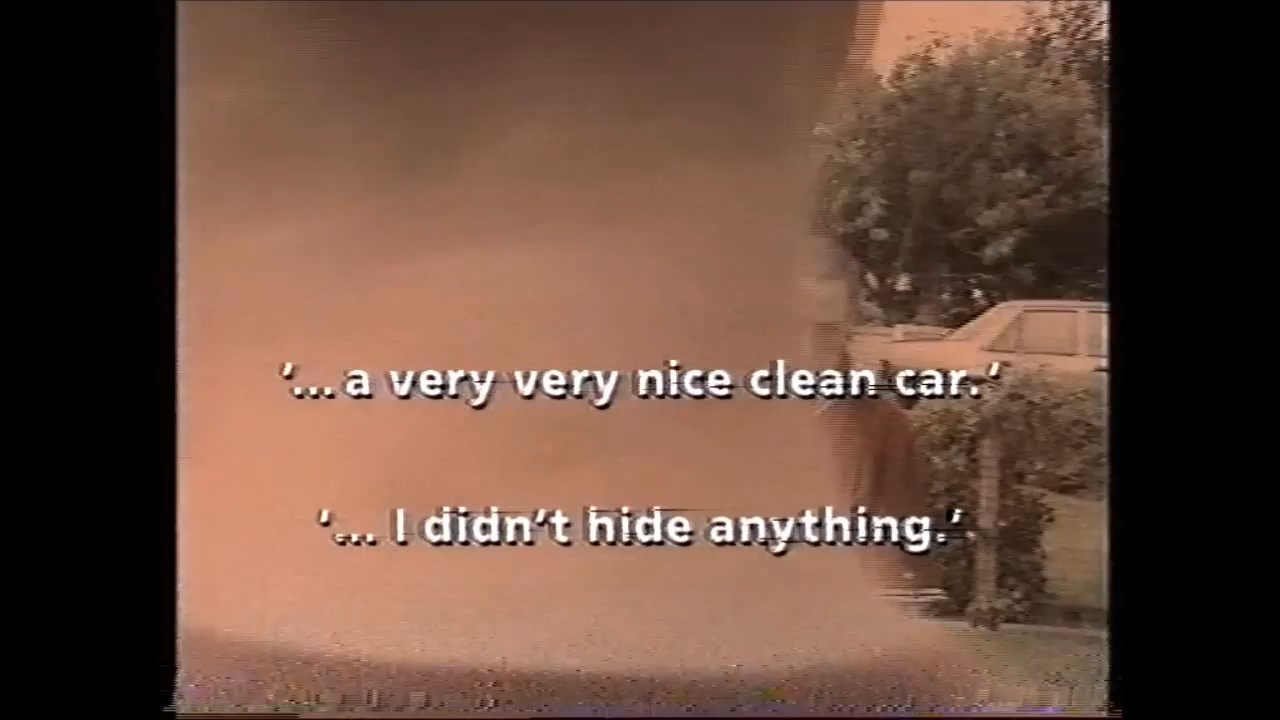 '... a very very nice clean car.'
'... I didn't hide anything.'